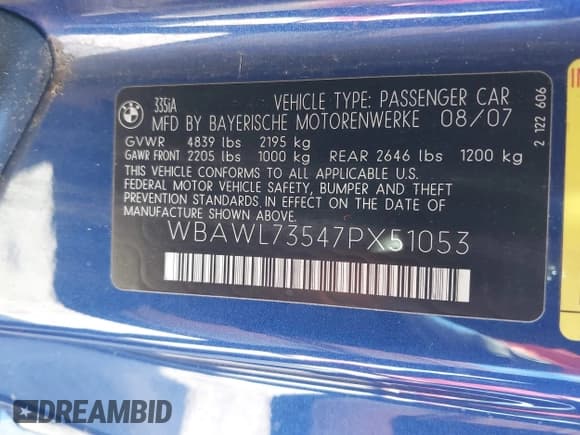 BMW
335iA VEHICLE TYPE: PASSENGER CAR
MFD BY BAYERISCHE MOTORENWERKE 08/07
GVWR 4839 lbs 2195 kg
GAWR FRONT 2205 lbs 1000 kg REAR 2646 lbs 1200 kg
THIS VEHICLE CONFORMS TO ALL APPLICABLE U.S.
FEDERAL MOTOR VEHICLE SAFETY, BUMPER AND THEFT
PREVENTION STANDARDS IN EFFECT ON THE DATE OF
MANUFACTURE SHOWN ABOVE.
WBAWL73547PX51053
2 122 606
DREAMBID